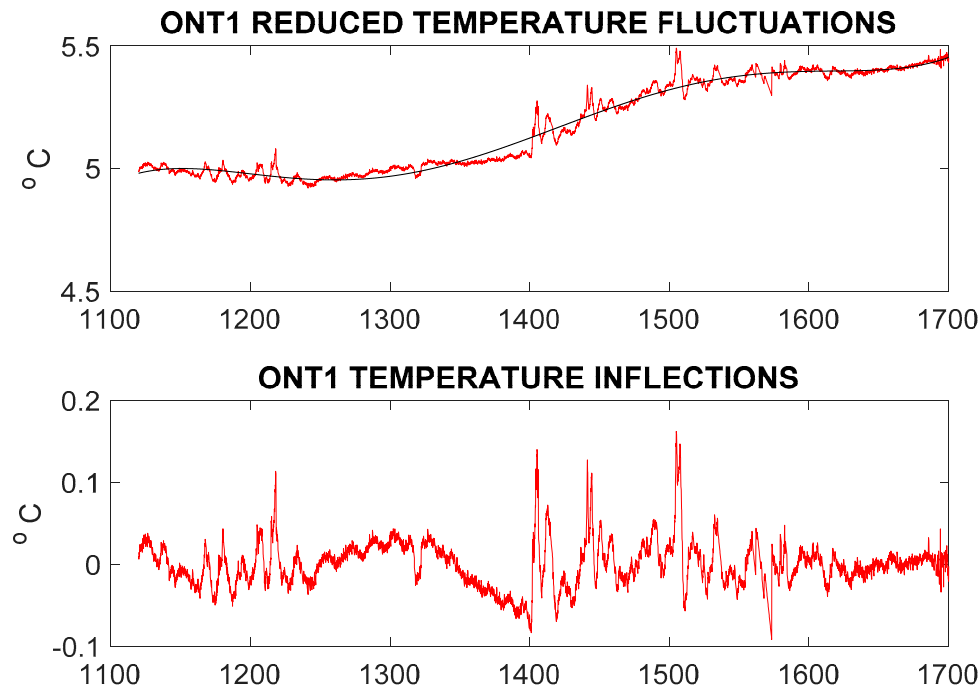 ONT1 REDUCED TEMPERATURE FLUCTUATIONS
5.5
5
4.5
º C
1100 1200 1300 1400 1500 1600 1700
ONT1 TEMPERATURE INFLECTIONS
0.2
0.1
0
-0.1
º C
1100 1200 1300 1400 1500 1600 1700